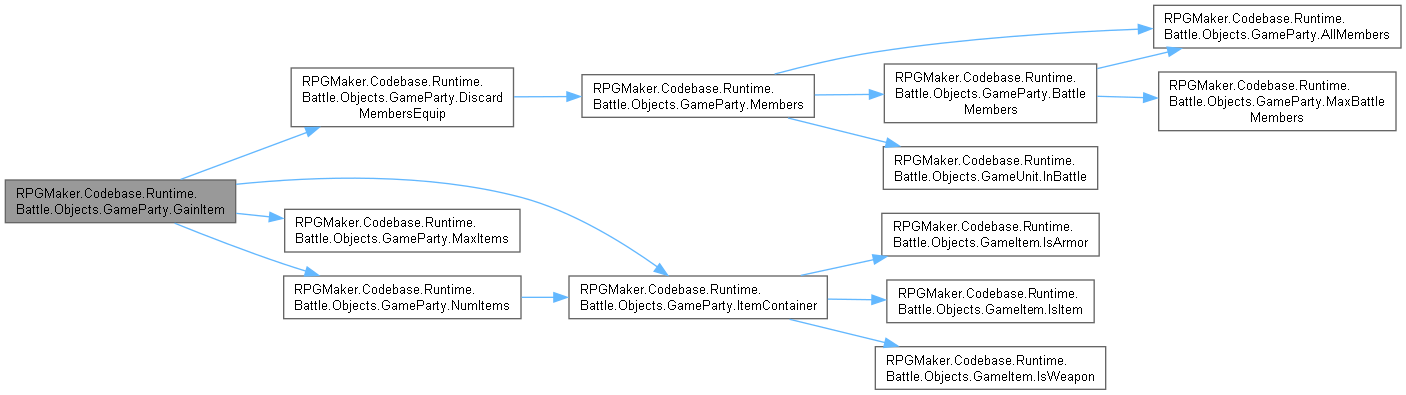 RPGMaker.Codebase.Runtime.
Battle.Objects.GameParty.GainItem
RPGMaker.Codebase.Runtime.
Battle.Objects.GameParty.Discard
MembersEquip
RPGMaker.Codebase.Runtime.
Battle.Objects.GameParty.MaxItems
RPGMaker.Codebase.Runtime.
Battle.Objects.GameParty.NumItems
RPGMaker.Codebase.Runtime.
Battle.Objects.GameParty.Members
RPGMaker.Codebase.Runtime.
Battle.Objects.GameParty.ItemContainer
RPGMaker.Codebase.Runtime.
Battle.Objects.GameParty.Battle
Members
RPGMaker.Codebase.Runtime.
Battle.Objects.GameUnit.InBattle
RPGMaker.Codebase.Runtime.
Battle.Objects.GameItem.IsArmor
RPGMaker.Codebase.Runtime.
Battle.Objects.GameItem.IsItem
RPGMaker.Codebase.Runtime.
Battle.Objects.GameItem.IsWeapon
RPGMaker.Codebase.Runtime.
Battle.Objects.GameParty.AllMembers
RPGMaker.Codebase.Runtime.
Battle.Objects.GameParty.MaxBattle
Members